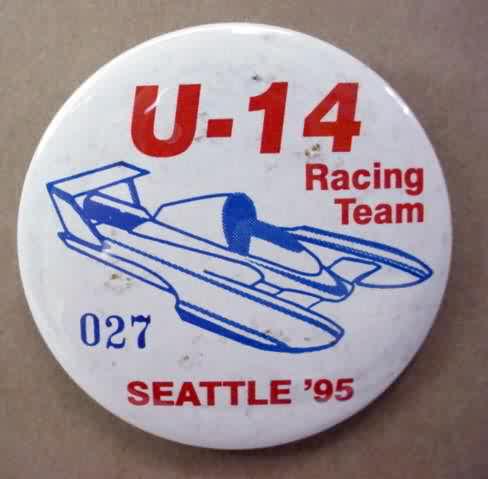 U-14
Racing
Team
027
SEATTLE '95